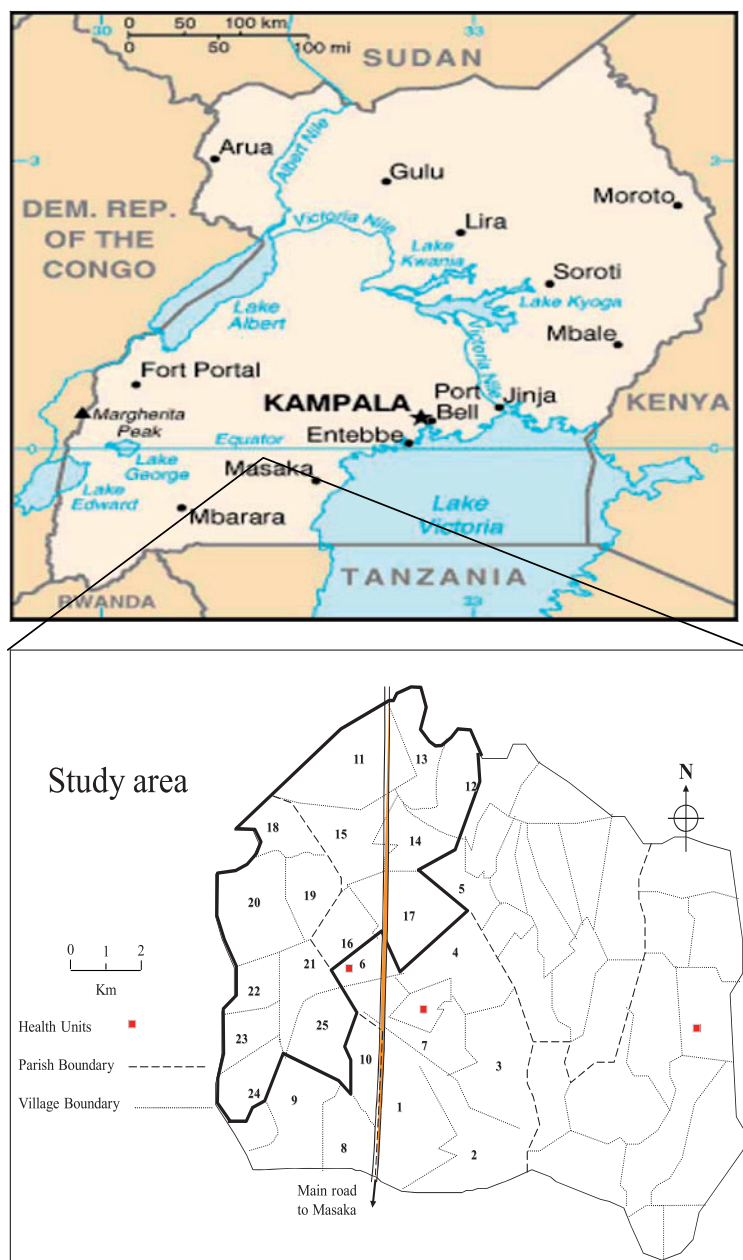 0 50 100 km
30
33
0 50 100 mi
SUDAN
Arua
Albert Nile
Gulu
3
Moroto
DEM. REP.
OF THE
CONGO
Victoria Nile
Lira
Lake
Kwania
Soroti
Lake Kyoga
Lake
Albert
Mbale
Victoria Nile
Fort Portal
Port
Bell
Jinja
KAMPALA
KENYA
Margherita
Peak
Entebbe
Equator
0
Lake
George
Masaka
Lake
Edward
Lake
Victoria
Mbarara
TANZANIA
RWANDA
30
33
Study area
N
11
13
12
18
15
14
5
20
19
17
16
4
6
21
22
0 1 2
Km
25
23
7
10
3
24
9
1
8
2
Health Units
Parish Boundary
Village Boundary
Main road
to Masaka